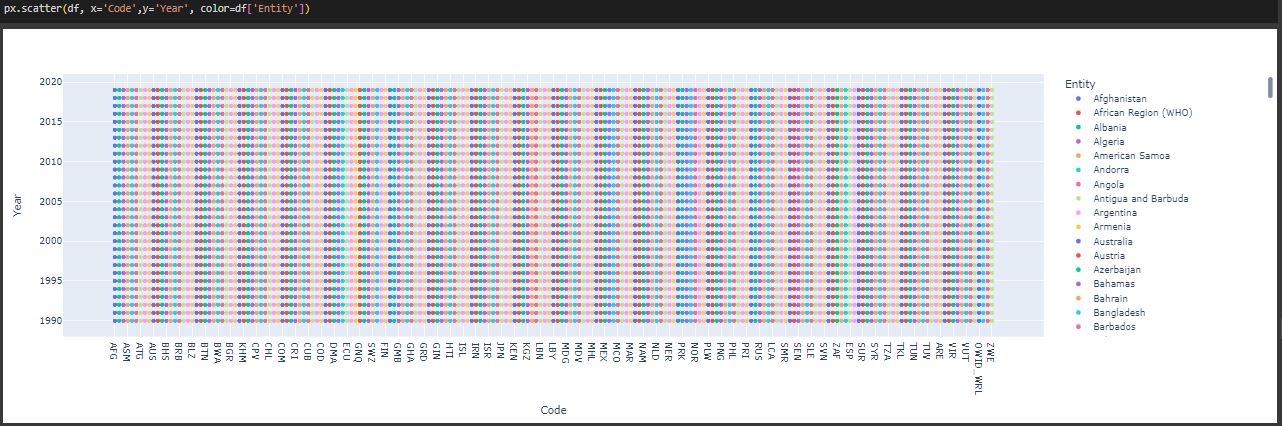 px.scatter(df, x='Code',y='Year', color=df['Entity'])
Entity
Afghanistan
African Region (WHO)
Albania
Algeria
American Samoa
Andorra
Angola
Antigua and Barbuda
Argentina
Armenia
Australia
Austria
Azerbaijan
Bahamas
Bahrain
Bangladesh
Barbados
Year
2020
2015
2010
2005
2000
1995
1990
AFG ASM ATG AUS BHS BRB BLZ BTN BWA BGR KHM CPV CHL COM CRI CUB COD DMA ECU GNQ SWZ FIN GMB GHA GRD GIN HTI ISL IRN ISR JPN KEN KGZ LBN LBY MDG MDV MHL MEX MCO MAR NAM NLD NER PRK NOR PLW PNG PHL PRI RUS LCA SMR SEN SLE SVN ZAF ESP SUR SYR TZA TKL TUN TUV ARE VIR VUT OWID_WRL ZWE
Code